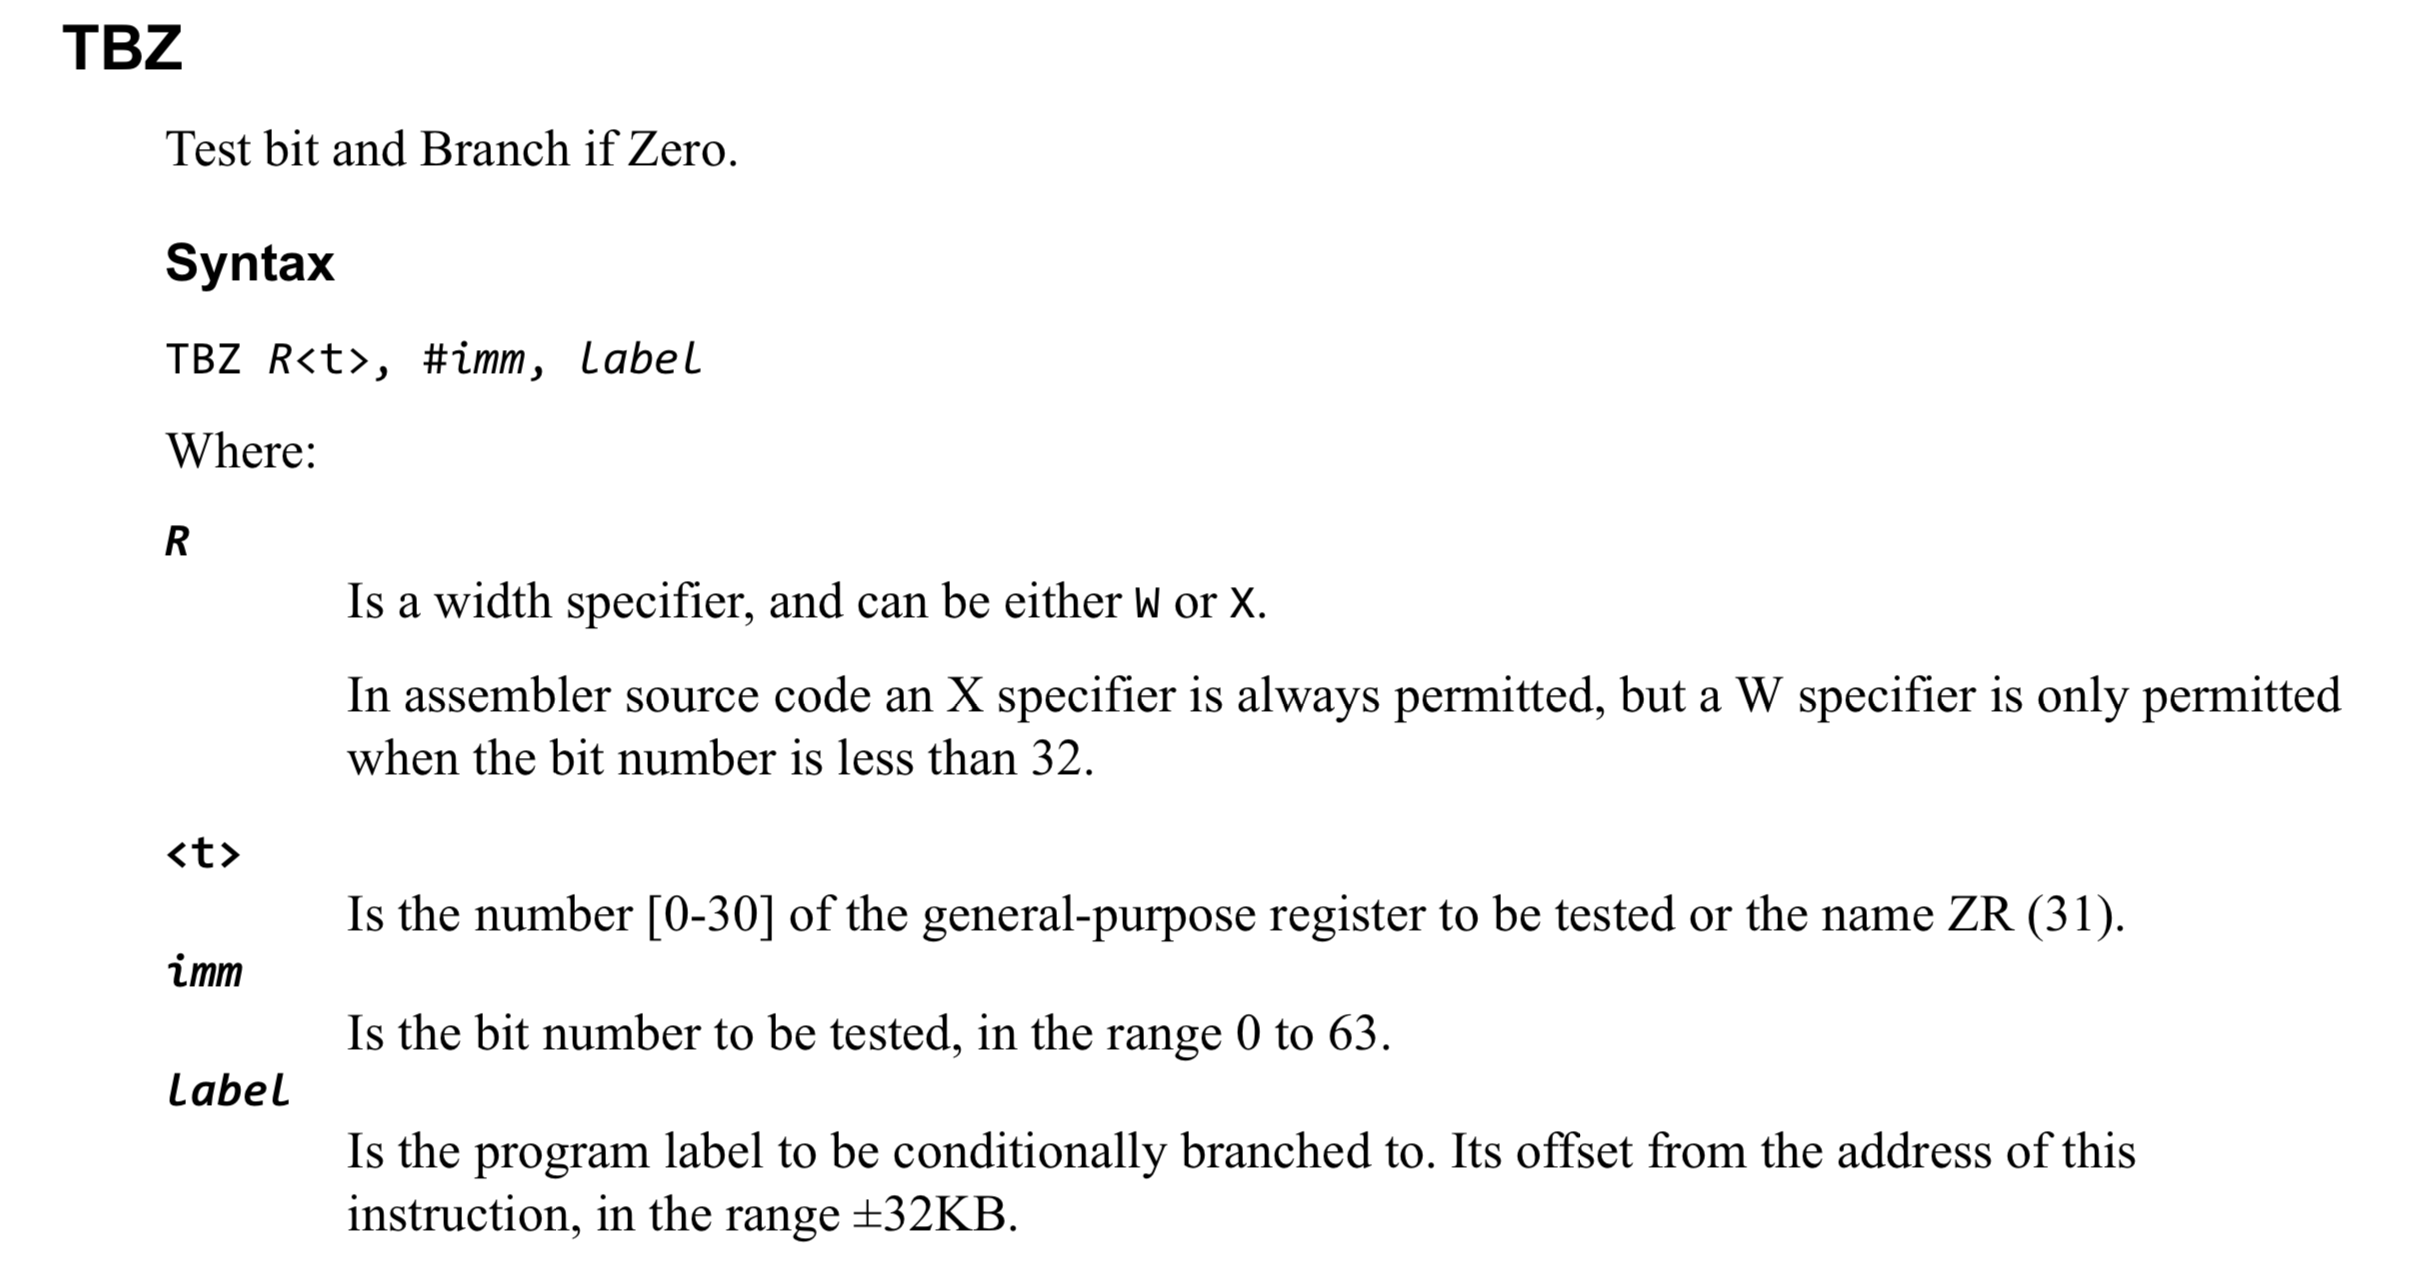 TBZ
Test bit and Branch if Zero.
Syntax
TBZ R<t>, #imm, label
Where:
R
Is a width specifier, and can be either W or X.
In assembler source code an X specifier is always permitted, but a W specifier is only permitted
when the bit number is less than 32.
<t>
Is the number [0-30] of the general-purpose register to be tested or the name ZR (31).
imm
Is the bit number to be tested, in the range 0 to 63.
label
Is the program label to be conditionally branched to. Its offset from the address of this
instruction, in the range ±32KB.